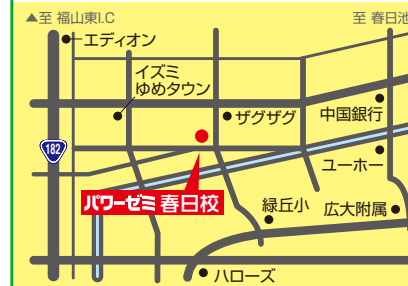 ▲至 福山東I.C
至 春日池
エディオン
イズミ
ゆめタウン
ザグザグ
中国銀行
182
ユーホー
パワーゼミ 春日校
緑丘小
広大附属
ハローズ